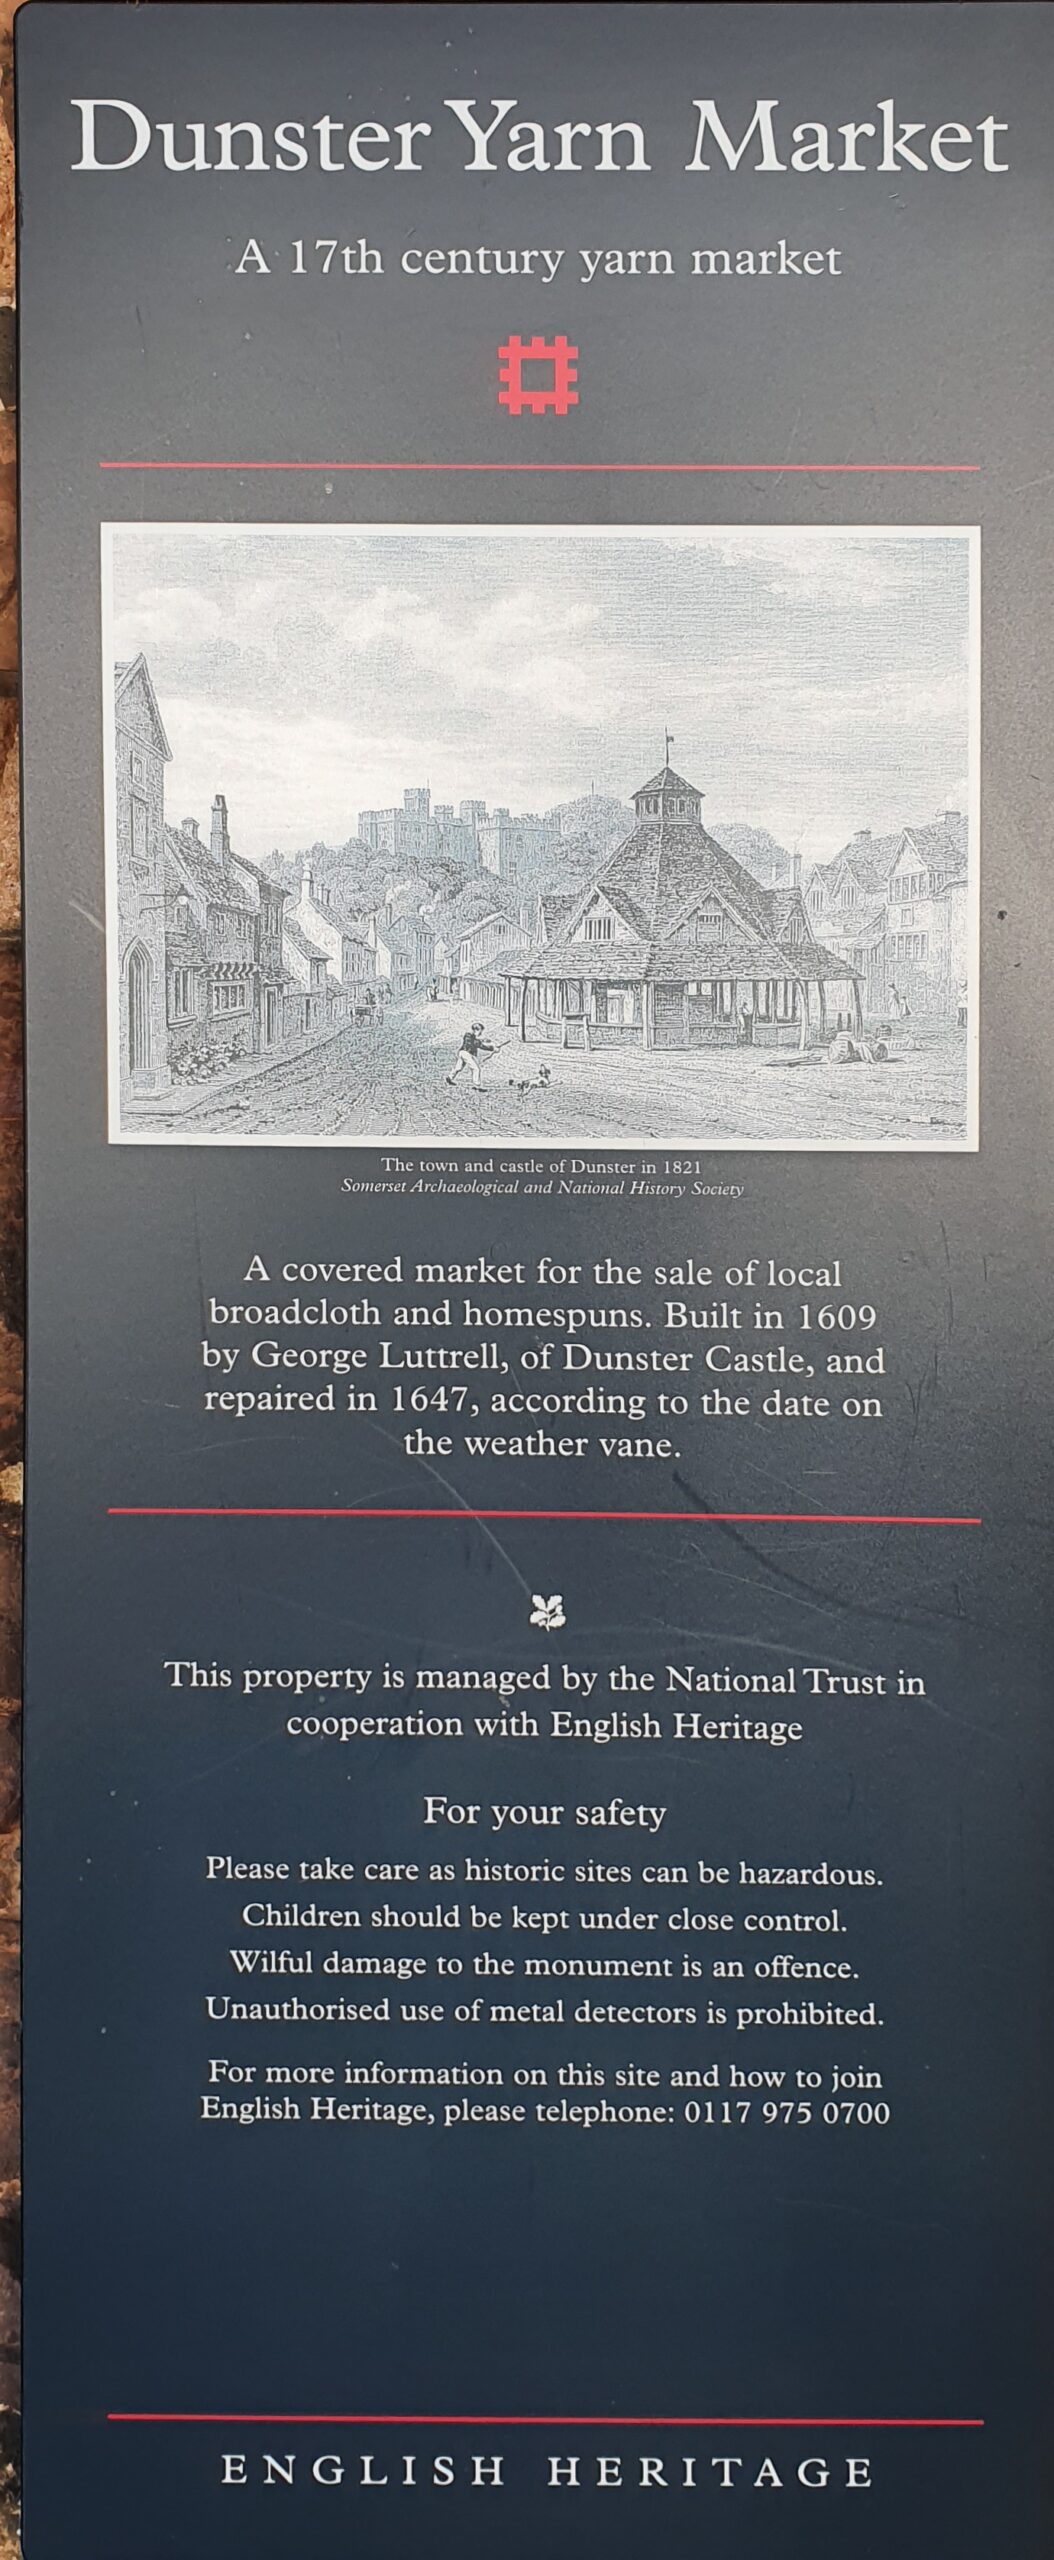 Dunster Yarn Market
A 17th century yarn market
The town and castle of Dunster in 1821
Somerset Archaeological and National History Society
A covered market for the sale of local
broadcloth and homespuns. Built in 1609
by George Luttrell, of Dunster Castle, and
repaired in 1647, according to the date on
the weather vane.
This property is managed by the National Trust in
cooperation with English Heritage
For your safety
Please take care as historic sites can be hazardous.
Children should be kept under close control.
Wilful damage to the monument is an offence.
Unauthorised use of metal detectors is prohibited.
For more information on this site and how to join
English Heritage, please telephone: 0117 975 0700
ENGLISH HERITAGE